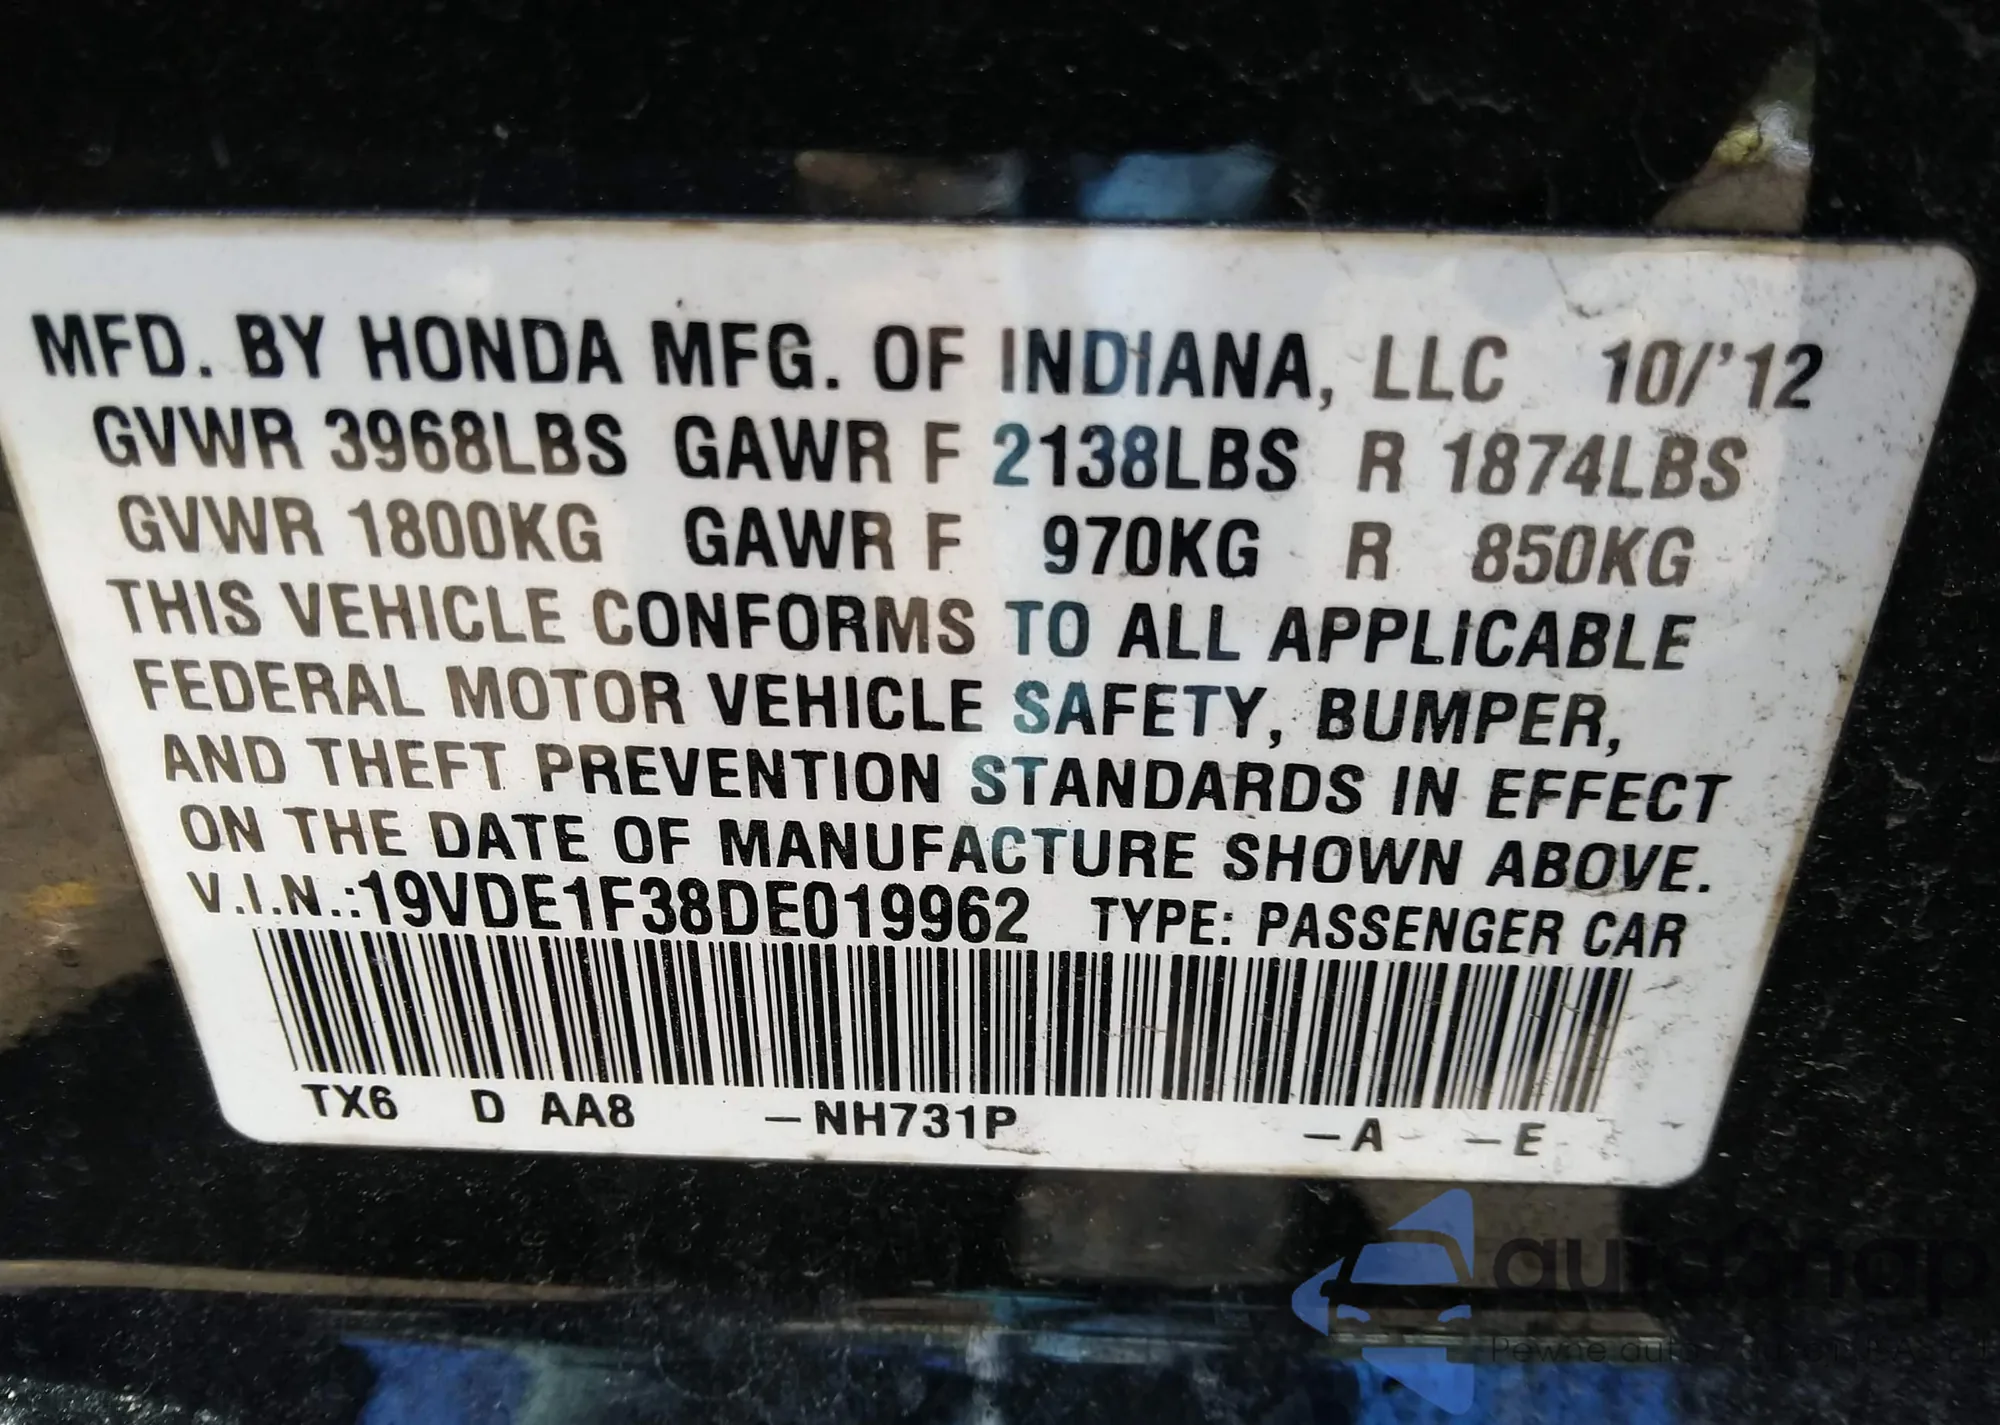 MFD. BY HONDA MFG. OF INDIANA, LLC 10/'12
GVWR 3968LBS GAWR F 2138LBS R 1874LBS
GVWR 1800KG GAWR F 970KG R 850KG
THIS VEHICLE CONFORMS TO ALL APPLICABLE
FEDERAL MOTOR VEHICLE SAFETY, BUMPER,
AND THEFT PREVENTION STANDARDS IN EFFECT
ON THE DATE OF MANUFACTURE SHOWN ABOVE.
V.I.N.:19VDE1F38DE019962 TYPE: PASSENGER CAR
TX6 D AA8 –NH731P –A –E
Pewne auto